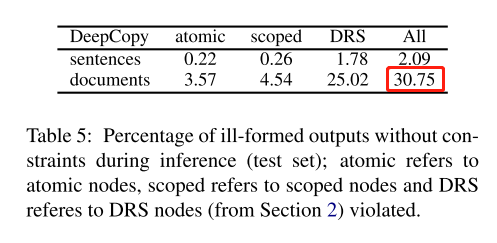 DeepCopy atomic scoped DRS All
sentences 0.22 0.26 1.78 2.09
documents 3.57 4.54 25.02 30.75
Table 5: Percentage of ill-formed outputs without con-
straints during inference (test set); atomic refers to
atomic nodes, scoped refers to scoped nodes and DRS
referes to DRS nodes (from Section 2) violated.